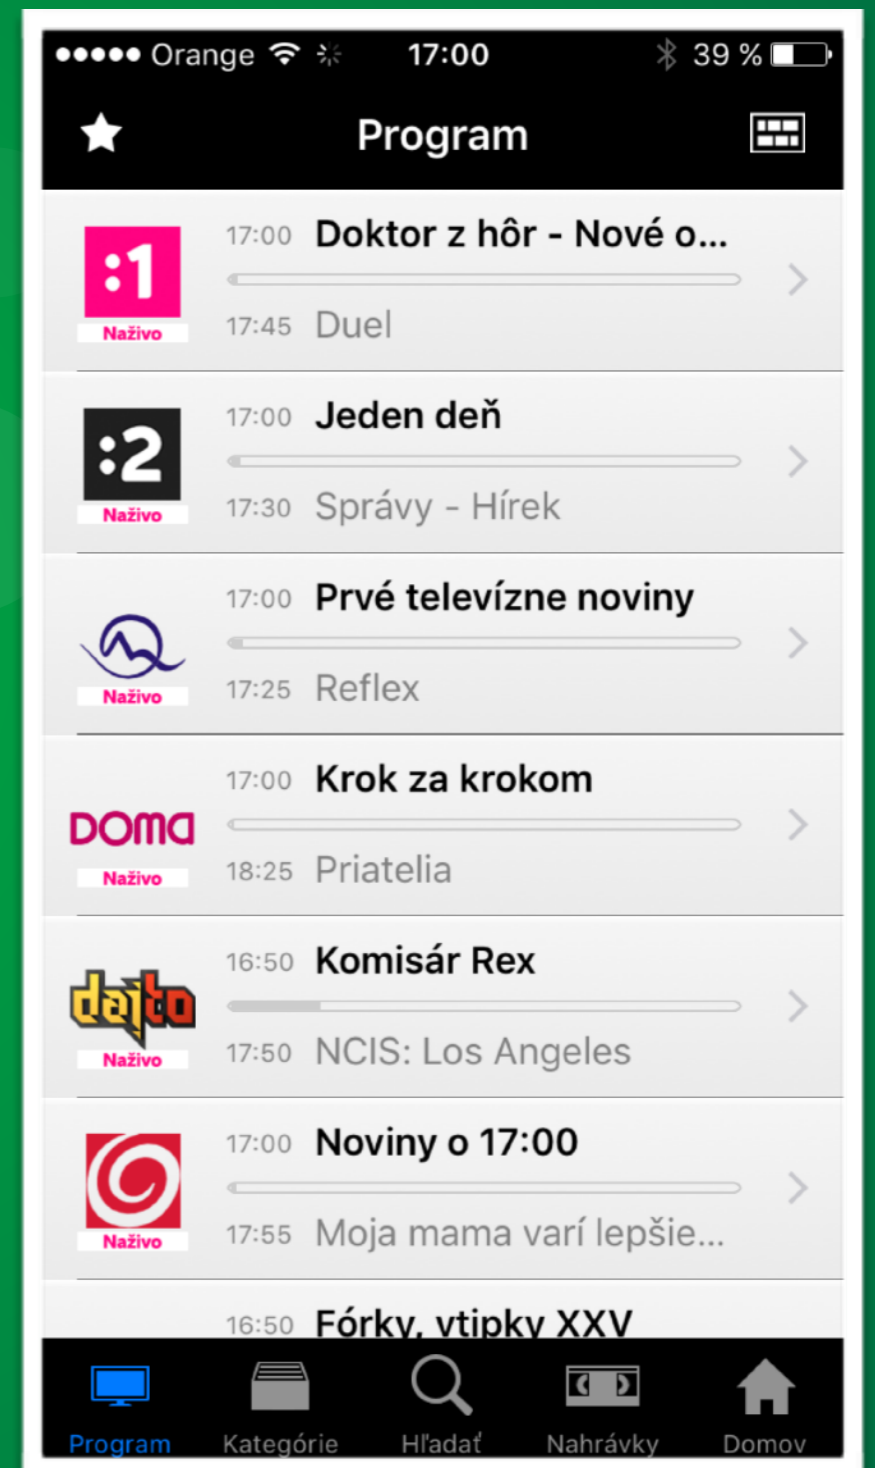 Orange 17:00 39 %
Program
17:00 Doktor z hôr - Nové o...
:1
Naživo
17:45 Duel
17:00 Jeden deň
:2
Naživo
17:30 Správy - Hírek
17:00 Prvé televízne noviny
Naživo
17:25 Reflex
17:00 Krok za krokom
DOMA
Naživo
18:25 Priatelia
16:50 Komisár Rex
dajto
Naživo
17:50 NCIS: Los Angeles
17:00 Noviny o 17:00
Naživo
17:55 Moja mama varí lepšie...
16:50 Fórky, vtipky XXV
Program Kategórie Hľadať Nahrávky Domov